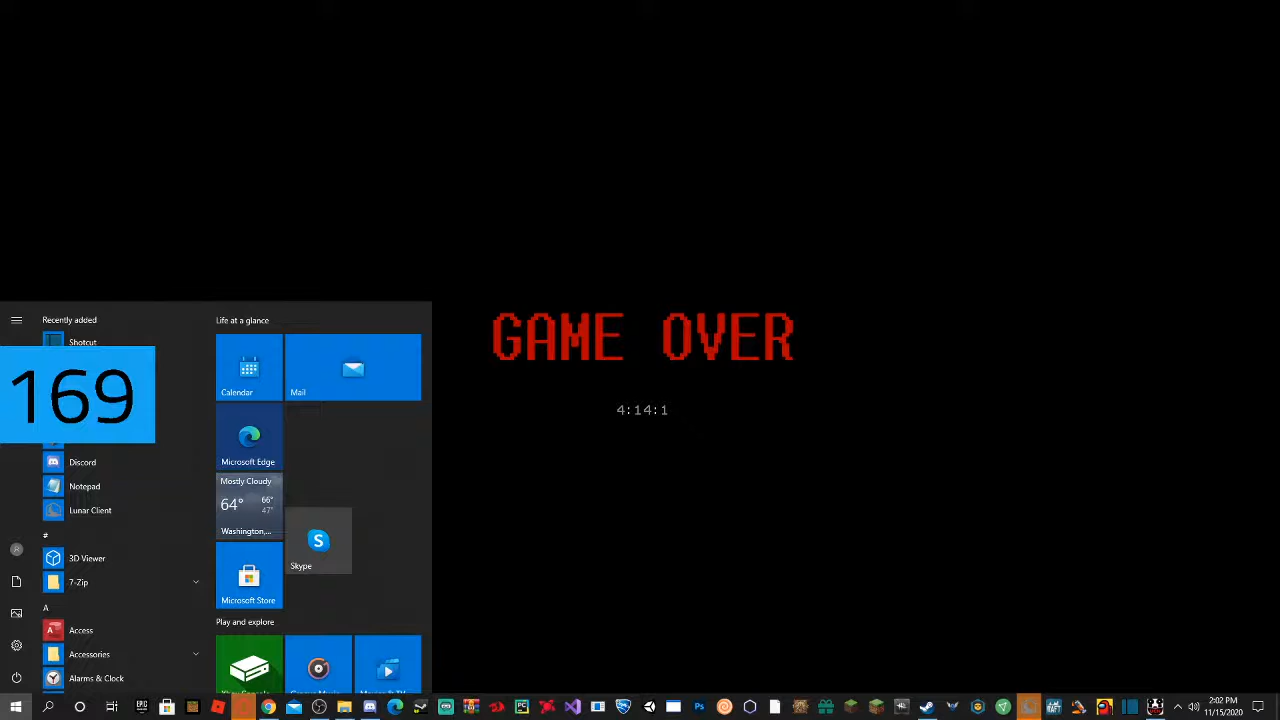 GAME OVER
4:14:1
Recently added
Shotcut
169
Discord
Notepad
Lunar Client
#
3D Viewer
7-Zip
A
Access
Accessories
Alarms & Clock
Life at a glance
Calendar
Mail
Microsoft Edge
Mostly Cloudy
64°
66°
47°
Washington,...
Skype
Microsoft Store
Play and explore
2:02 PM
11/15/2020